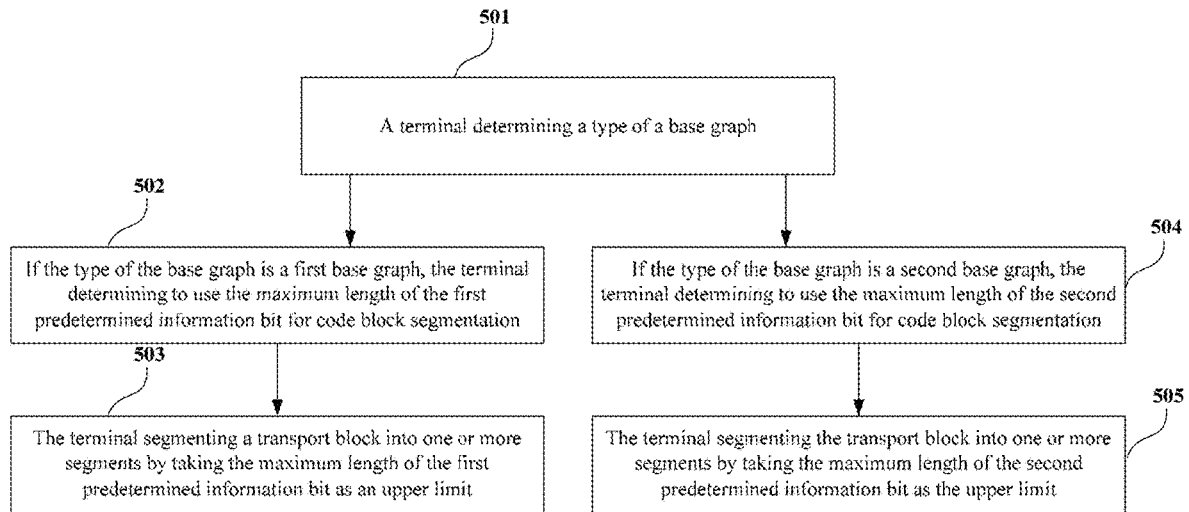 501
A terminal determining a type of a base graph
502
If the type of the base graph is a first base graph, the terminal
determining to use the maximum length of the first
predetermined information bit for code block segmentation
504
If the type of the base graph is a second base graph, the
terminal determining to use the maximum length of the second
predetermined information bit for code block segmentation
503
The terminal segmenting a transport block into one or more
segments by taking the maximum length of the first
predetermined information bit as an upper limit
505
The terminal segmenting the transport block into one or more
segments by taking the maximum length of the second
predetermined information bit as the upper limit